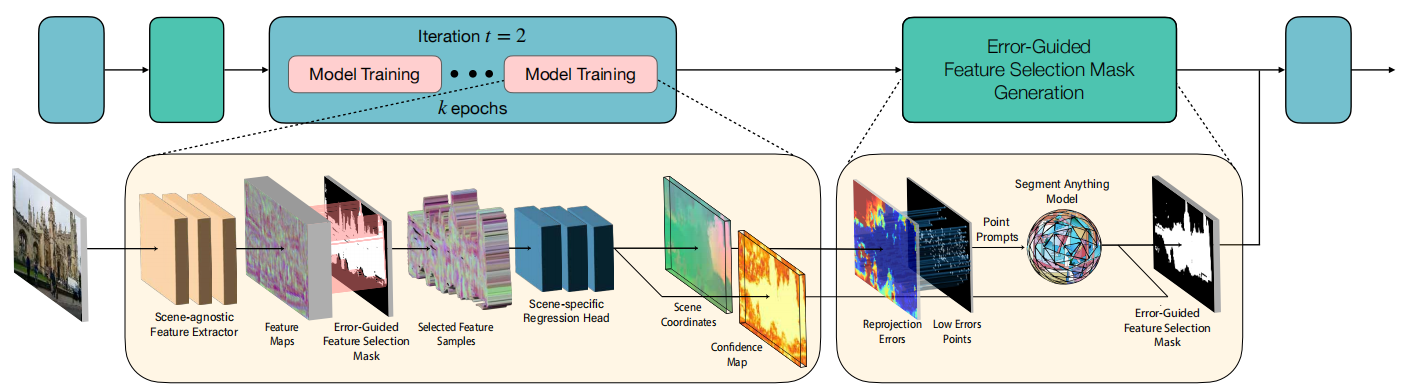 Iteration t = 2
Model Training
Model Training
k epochs
Error-Guided
Feature Selection Mask
Generation
Scene-agnostic
Feature Extractor
Feature
Maps
Error-Guided
Feature Selection
Mask
Selected Feature
Samples
Scene-specific
Regression Head
Scene
Coordinates
Confidence
Map
Reprojection
Errors
Low Errors
Points
Point
Prompts
Segment Anything
Model
Error-Guided
Feature Selection
Mask